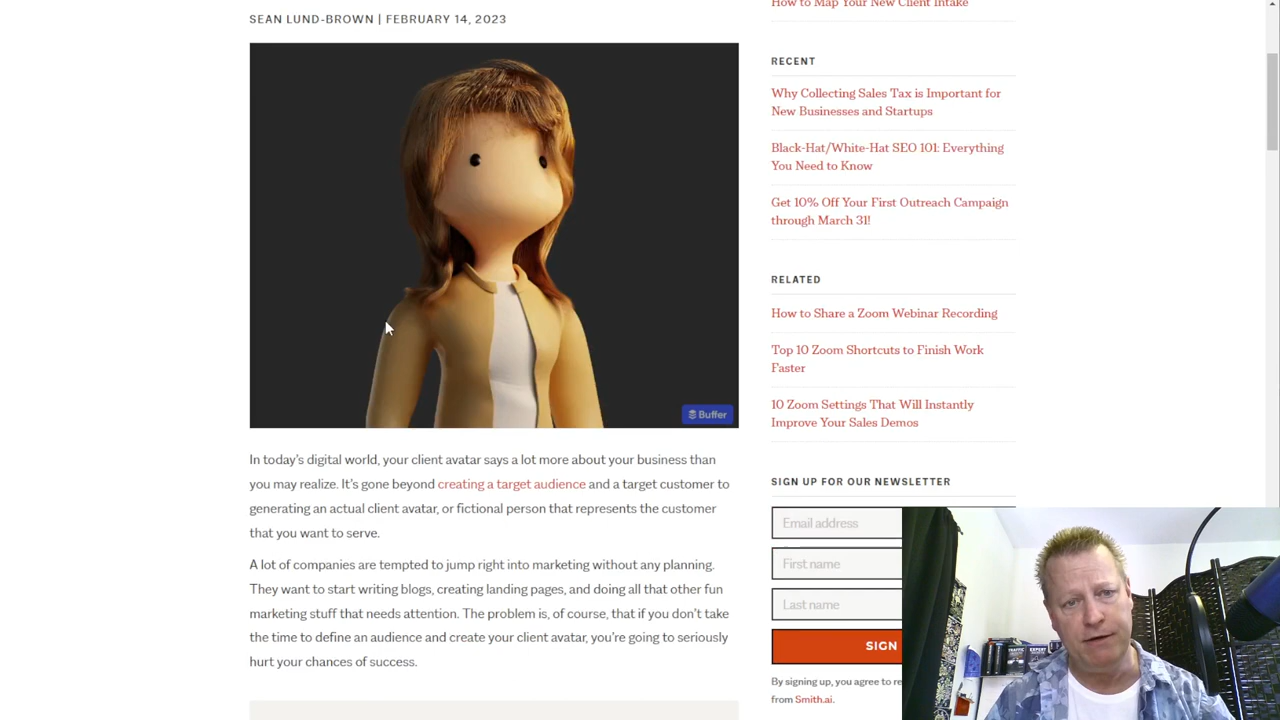 SEAN LUND-BROWN | FEBRUARY 14, 2023
Buffer
In today's digital world, your client avatar says a lot more about your business than
you may realize. It's gone beyond creating a target audience and a target customer to
generating an actual client avatar, or fictional person that represents the customer
that you want to serve.
A lot of companies are tempted to jump right into marketing without any planning.
They want to start writing blogs, creating landing pages, and doing all that other fun
marketing stuff that needs attention. The problem is, of course, that if you don't take
the time to define an audience and create your client avatar, you're going to seriously
hurt your chances of success.
How to Map Your New Client Intake
RECENT
Why Collecting Sales Tax is Important for
New Businesses and Startups
Black-Hat/White-Hat SEO 101: Everything
You Need to Know
Get 10% Off Your First Outreach Campaign
through March 31!
RELATED
How to Share a Zoom Webinar Recording
Top 10 Zoom Shortcuts to Finish Work
Faster
10 Zoom Settings That Will Instantly
Improve Your Sales Demos
SIGN UP FOR OUR NEWSLETTER
Email address
First name
Last name
SIGN
By signing up, you agree to re
from Smith.ai.
TRAFFIC
EXPERT